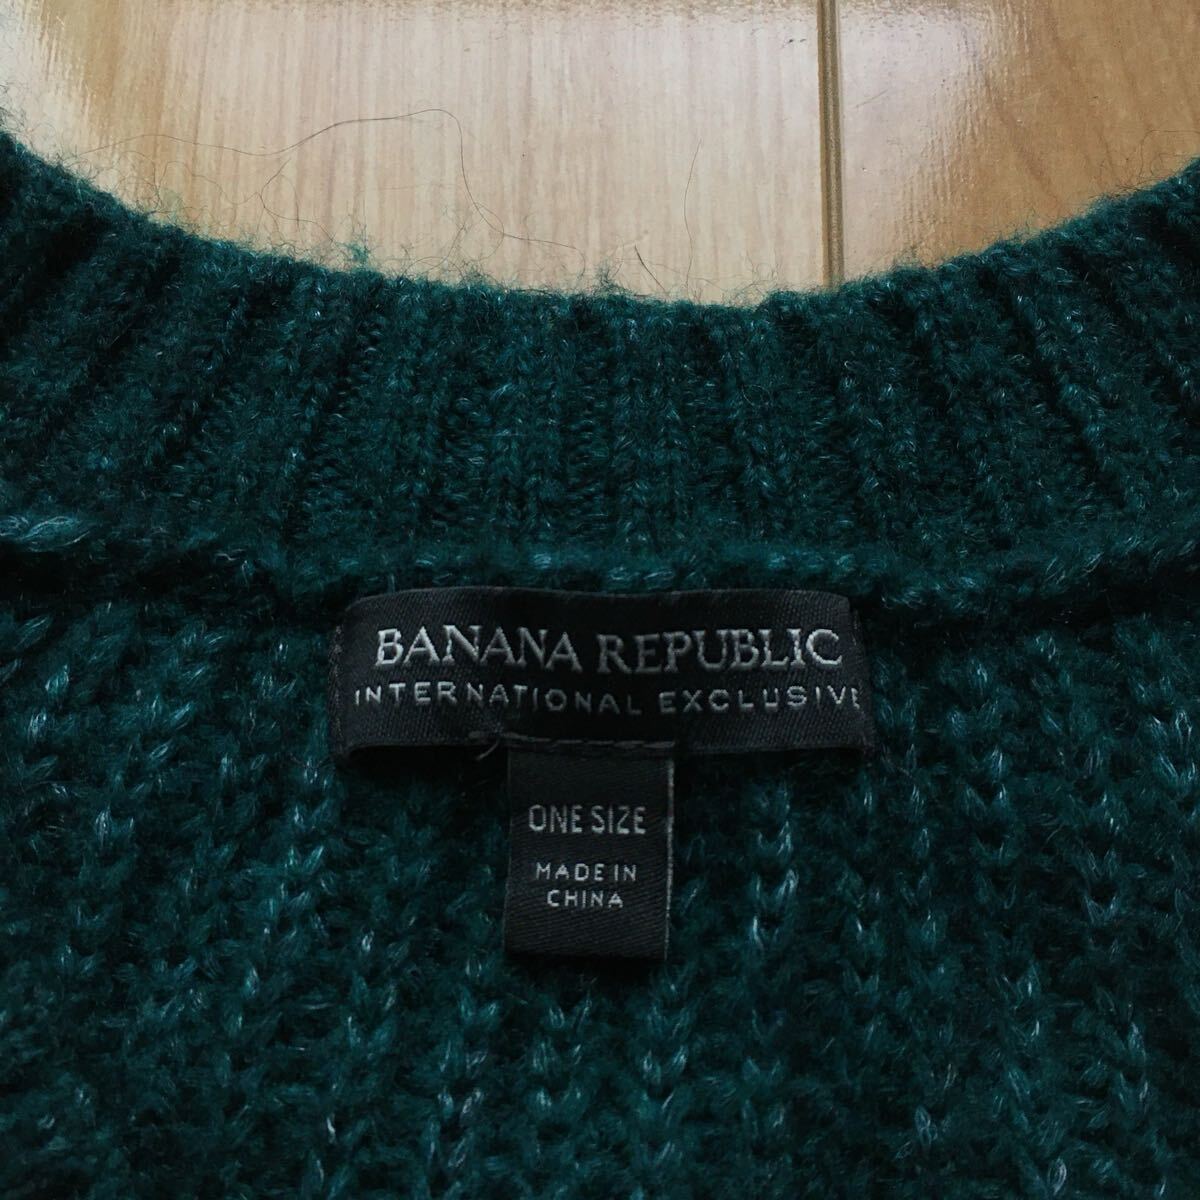 BANANA REPUBLIC
INTERNATIONAL EXCLUSIVE
ONE SIZE
MADE IN
CHINA